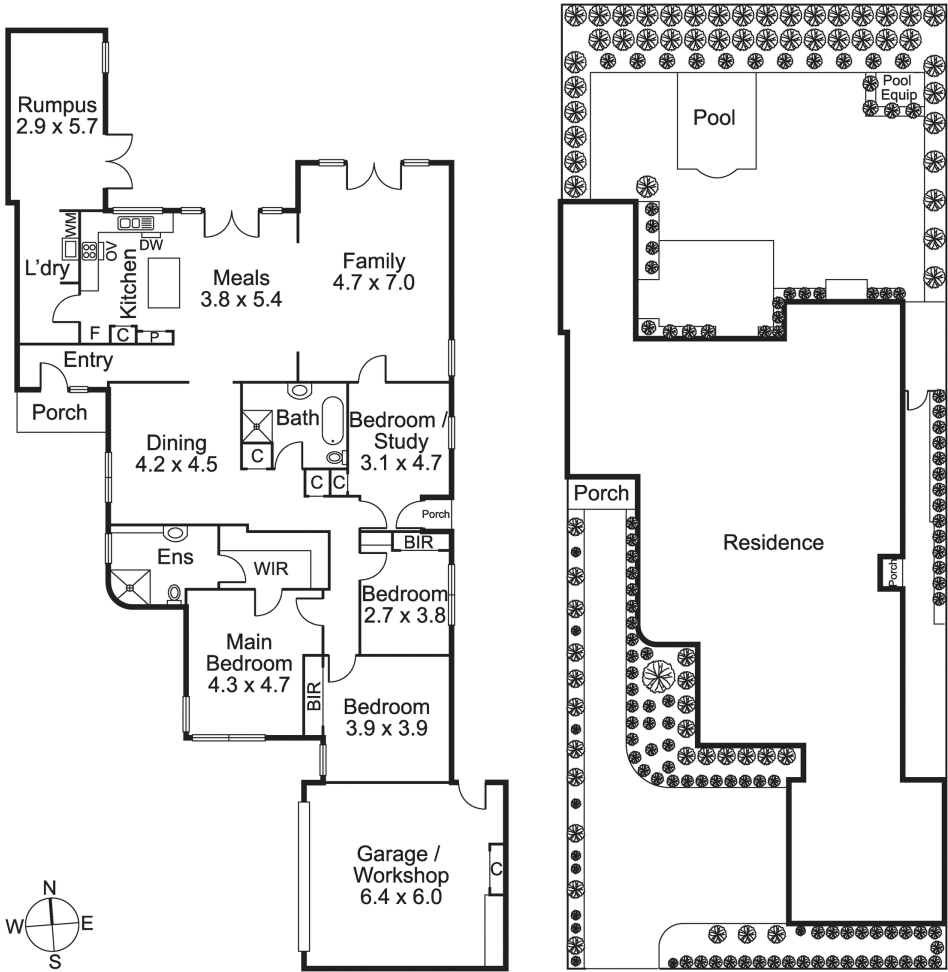 Rumpus
2.9 x 5.7
WM
L'dry
OV
DW
Kitchen
Meals
3.8 x 5.4
Family
4.7 x 7.0
F
C
P
Entry
Porch
Dining
4.2 x 4.5
Bath
C
C
C
Bedroom /
Study
3.1 x 4.7
Porch
BIR
Ens
WIR
Bedroom
2.7 x 3.8
Main
Bedroom
4.3 x 4.7
BIR
Bedroom
3.9 x 3.9
Garage /
Workshop
6.4 x 6.0
C
N
W
E
S
Pool
Pool
Equip
Porch
Residence
Porch